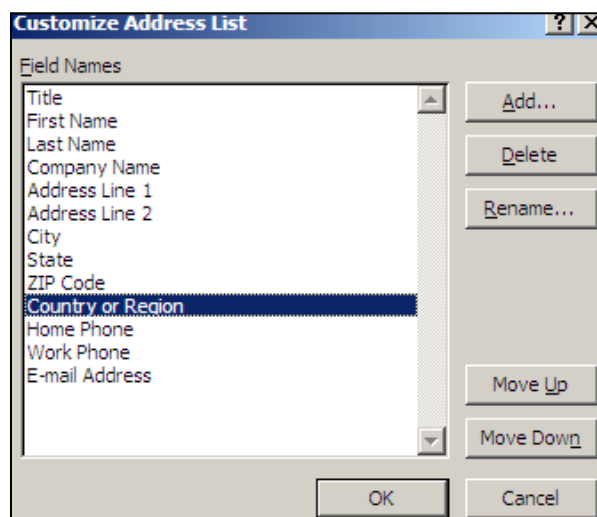 Customize Address List
Field Names
Title
First Name
Last Name
Company Name
Address Line 1
Address Line 2
City
State
ZIP Code
Country or Region
Home Phone
Work Phone
E-mail Address
Add...
Delete
Rename...
Move Up
Move Down
OK
Cancel